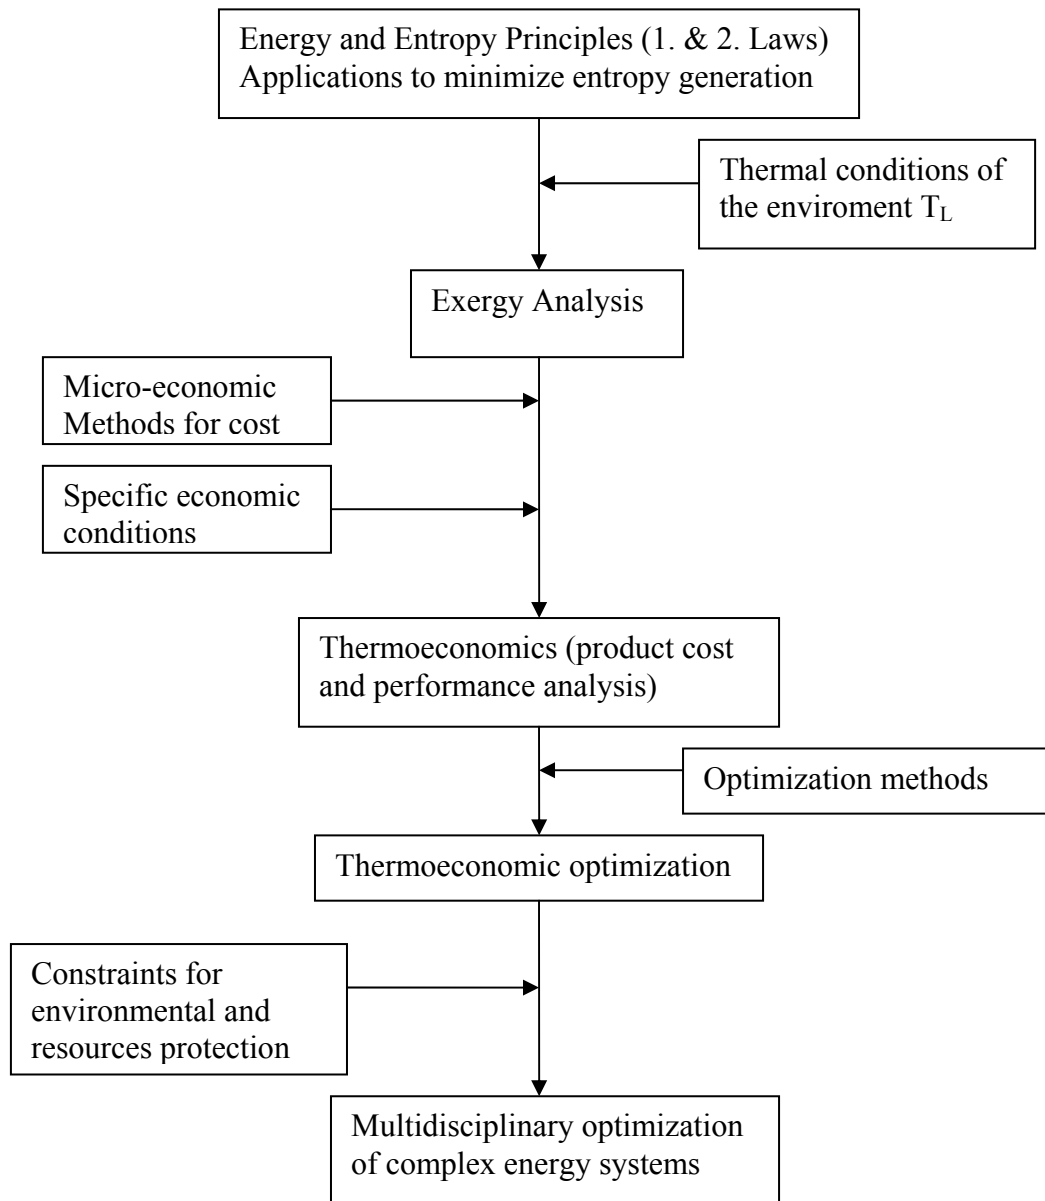 Energy and Entropy Principles (1. & 2. Laws)
Applications to minimize entropy generation
Thermal conditions of
the enviroment T_L
Exergy Analysis
Micro-economic
Methods for cost
Specific economic
conditions
Thermoeconomics (product cost
and performance analysis)
Optimization methods
Thermoeconomic optimization
Constraints for
environmental and
resources protection
Multidisciplinary optimization
of complex energy systems